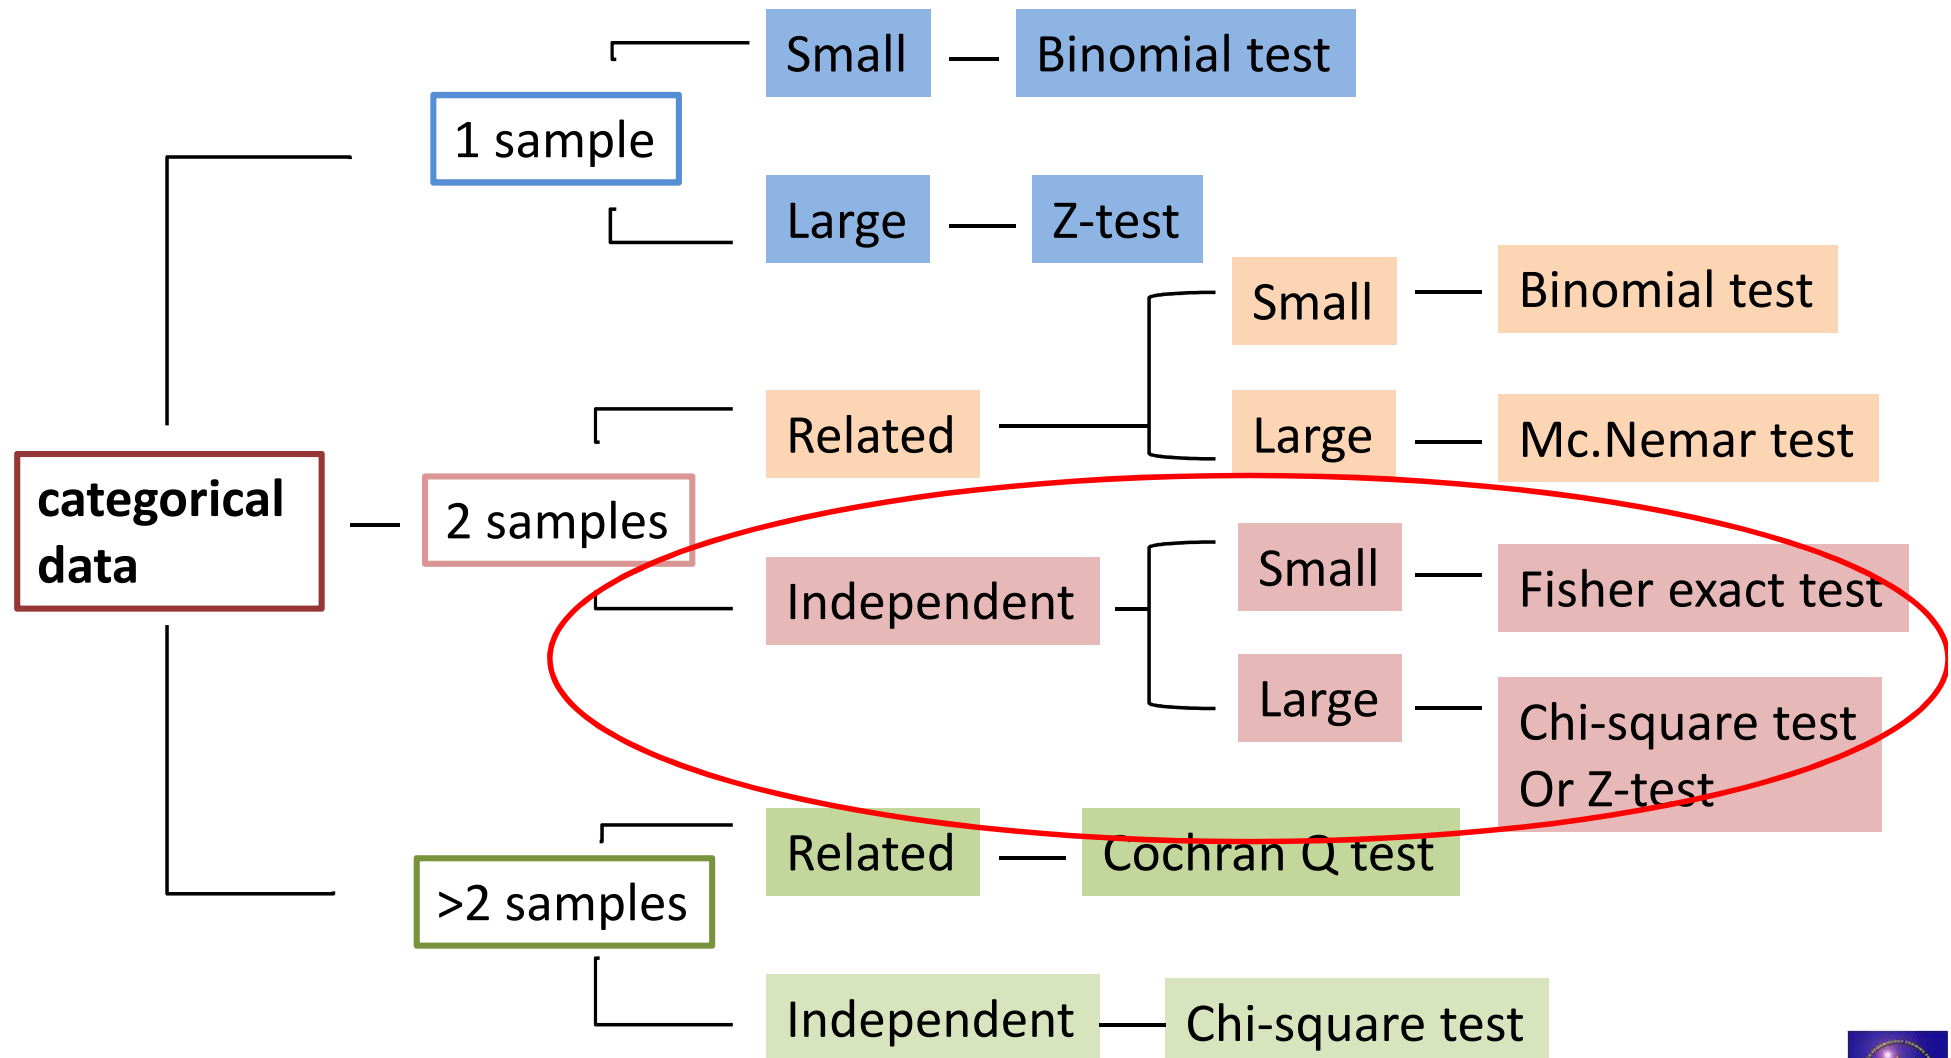 Small
Binomial test
1 sample
Large
Z-test
Small
Binomial test
Related
Large
Mc.Nemar test
categorical
data
2 samples
Independent
Small
Fisher exact test
Large
Chi-square test
Or Z-test
Related
Cochran Q test
>2 samples
Independent
Chi-square test